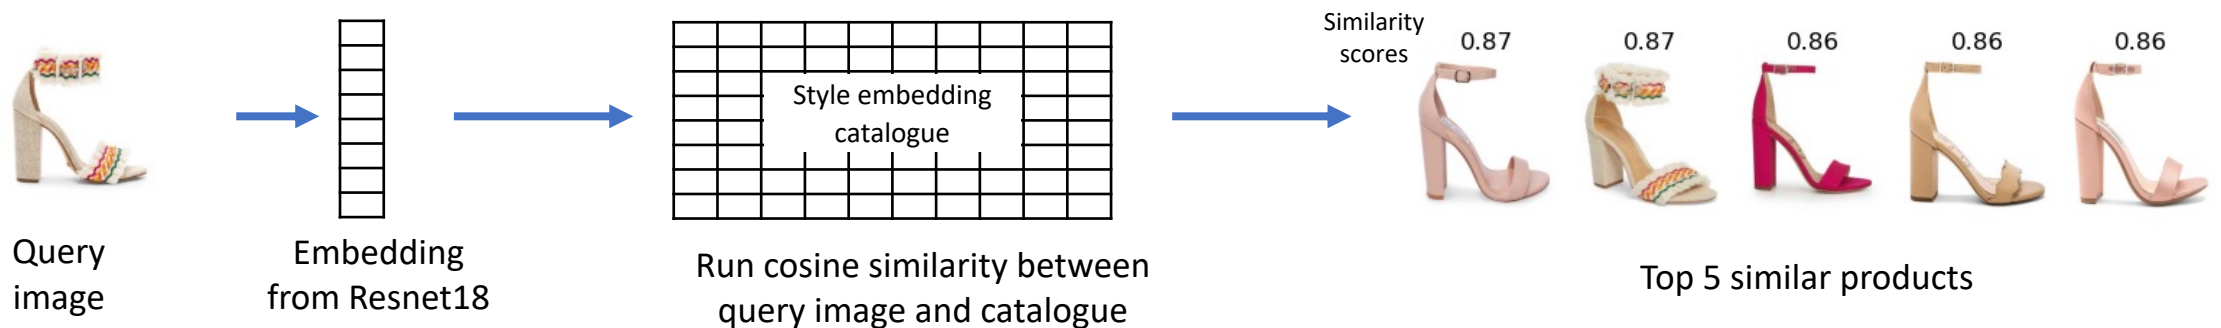 Query
image
Embedding
from Resnet18
Style embedding
catalogue
Run cosine similarity between
query image and catalogue
Similarity
scores
0.87
0.87
0.86
0.86
0.86
Top 5 similar products